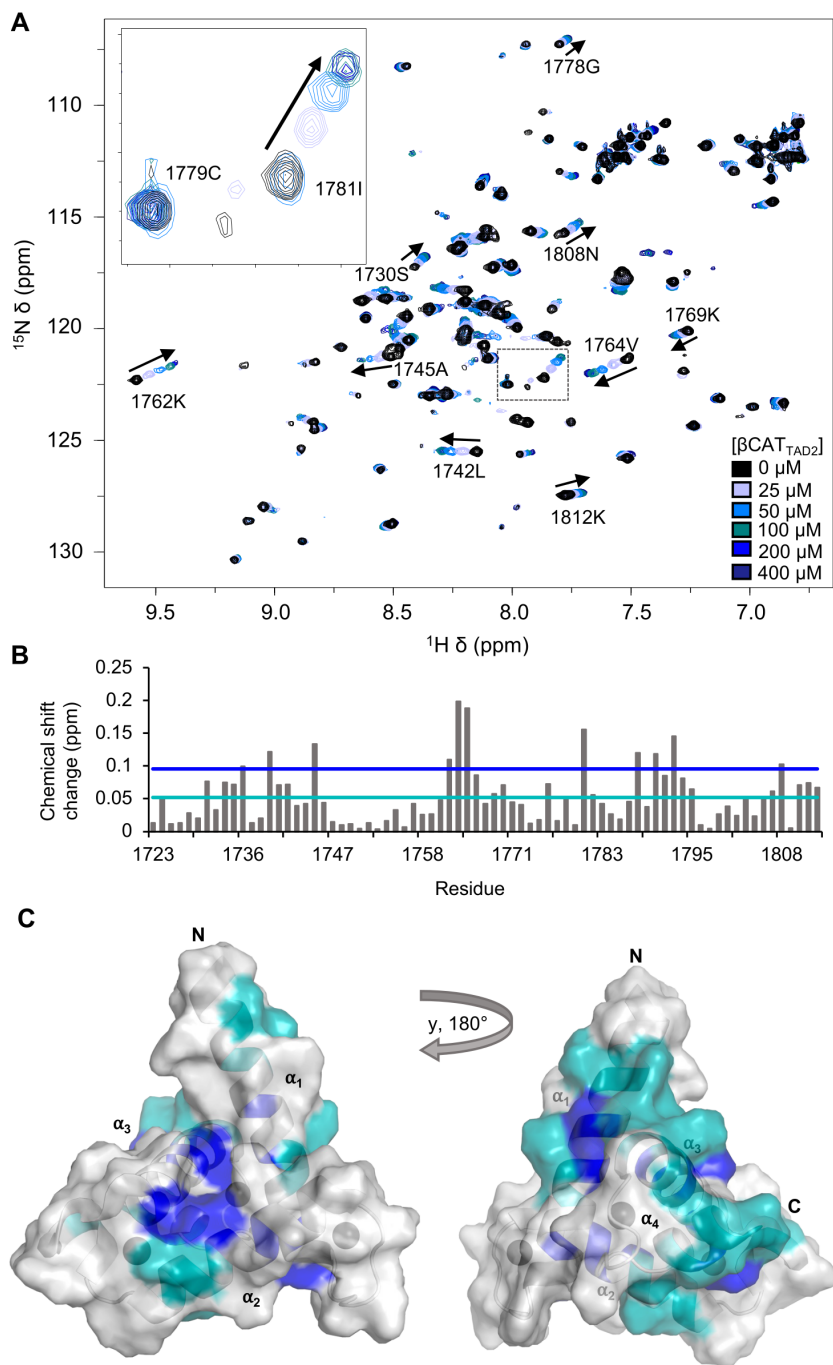 A
1779C
1781I
1778G
1730S
1808N
1769K
1764V
1745A
1762K
1742L
1812K
110
115
120
125
130
¹⁵N δ (ppm)
9.5 9.0 8.5 8.0 7.5 7.0
¹H δ (ppm)
[βCAT_TAD2]
0 μM
25 μM
50 μM
100 μM
200 μM
400 μM
B
Chemical shift
change (ppm)
0.25
0.2
0.15
0.1
0.05
0
1723 1736 1747 1758 1771 1783 1795 1808
Residue
C
N
α₁
α₃
α₂
y, 180°
N
α₁
α₃
C
α₄
α₂